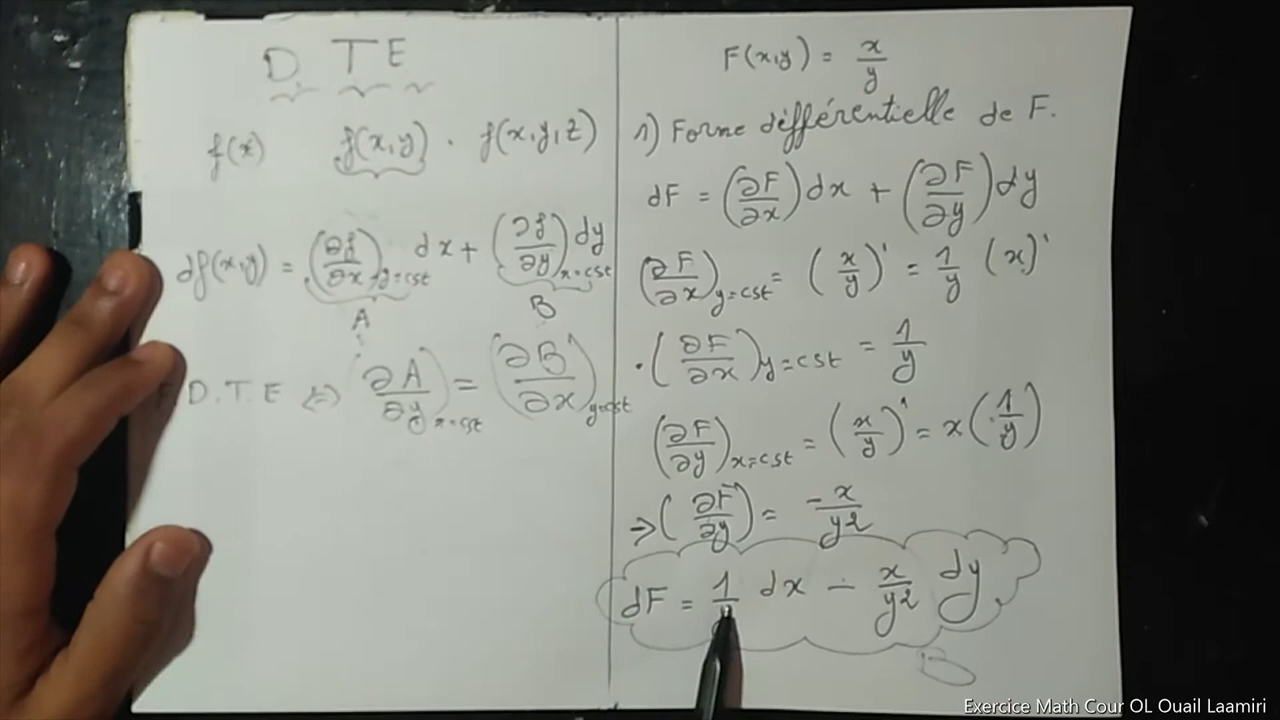 D.TE
f(x) f(x,y) . f(x,y,z)
df(x,y) = (∂f/∂x)y=cst dx + (∂f/∂y)x=cst dy
A B
D.T.E ⇔ (∂A/∂y)x=cst = (∂B/∂x)y=cst
F(x,y) = x/y
1) Forme différentielle de F.
dF = (∂F/∂x)dx + (∂F/∂y)dy
(∂F/∂x)y=cst = (x/y)' = 1/y (x)'
. (∂F/∂x)y=cst = 1/y
(∂F/∂y)x=cst = (x/y)' = x(1/y)
⇒ (∂F/∂y) = -x/y²
dF = 1/ dx - x/y² dy
B
Exercice Math Cour OL Ouail Laamiri